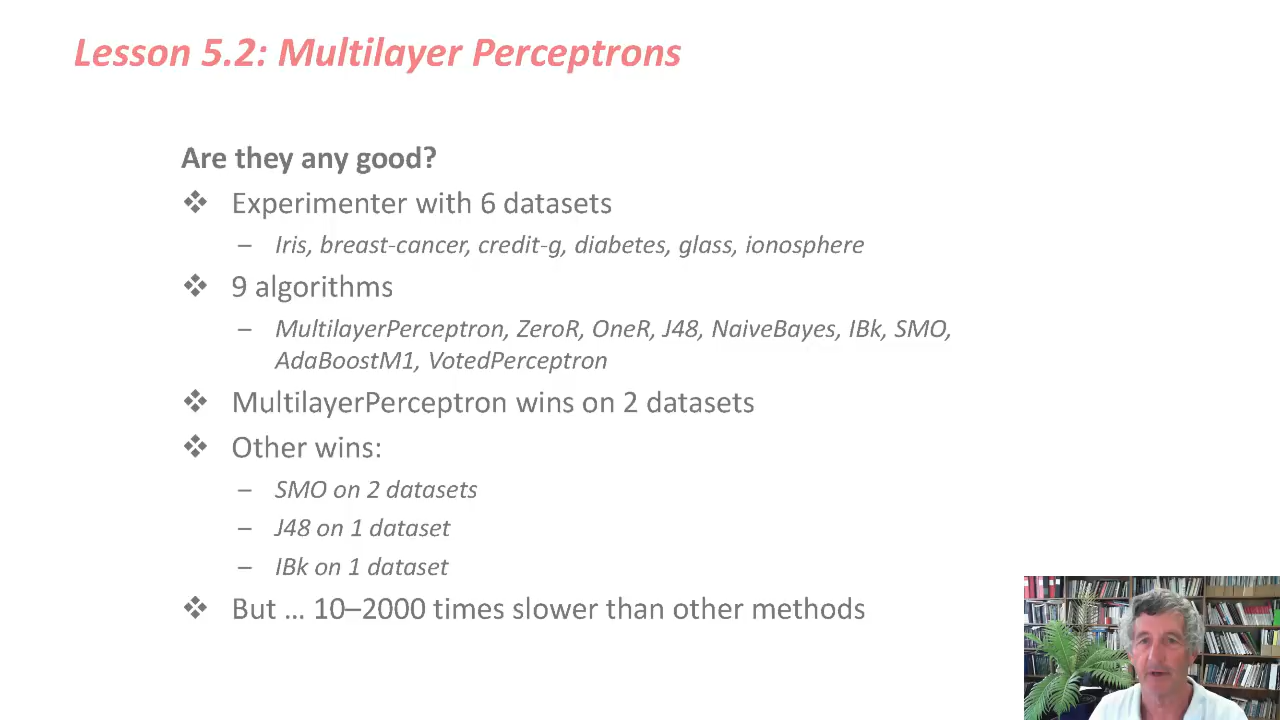 Lesson 5.2: Multilayer Perceptrons
Are they any good?
❖ Experimenter with 6 datasets
– Iris, breast-cancer, credit-g, diabetes, glass, ionosphere
❖ 9 algorithms
– MultilayerPerceptron, ZeroR, OneR, J48, NaiveBayes, IBk, SMO,
AdaBoostM1, VotedPerceptron
❖ MultilayerPerceptron wins on 2 datasets
❖ Other wins:
– SMO on 2 datasets
– J48 on 1 dataset
– IBk on 1 dataset
❖ But … 10–2000 times slower than other methods